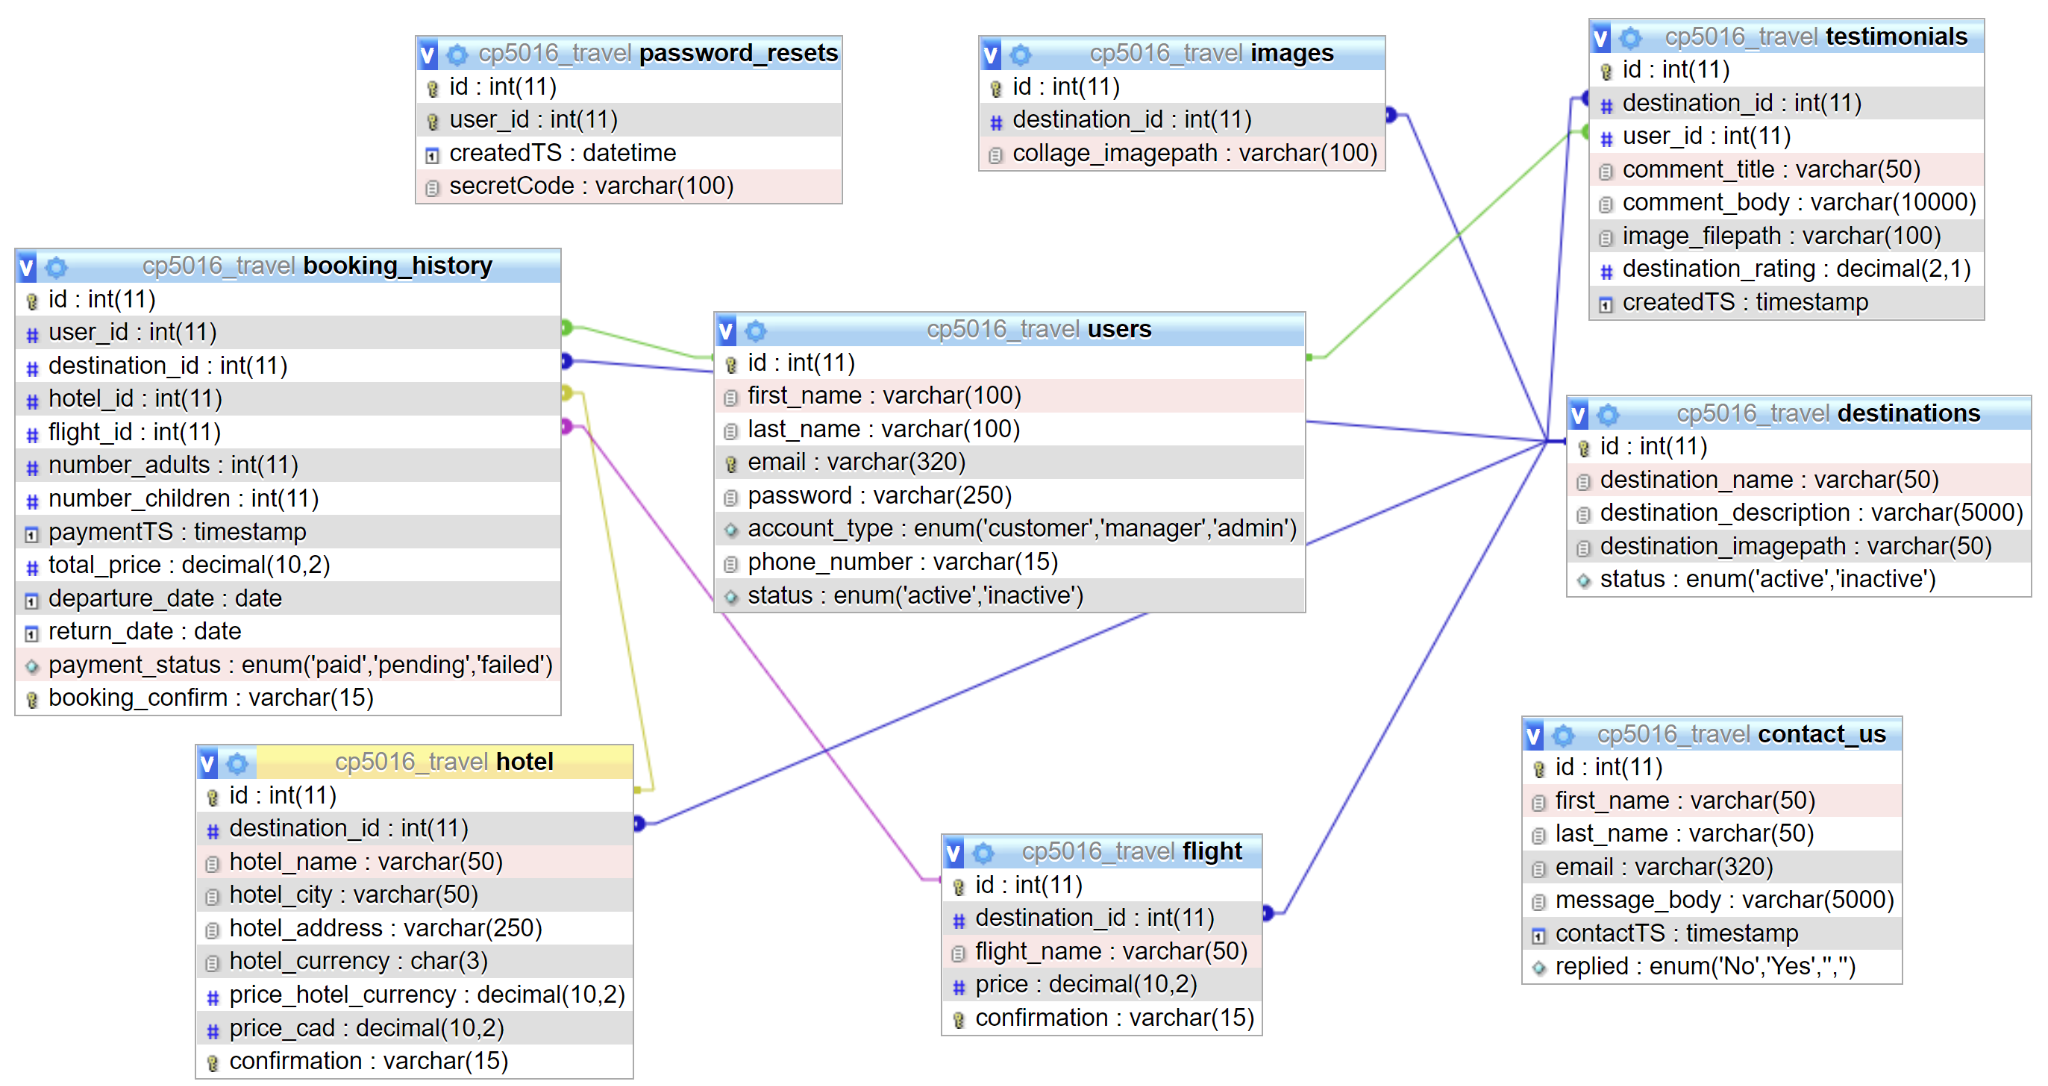 cp5016_travel password_resets
id : int(11)
user_id : int(11)
createdTS : datetime
secretCode : varchar(100)
cp5016_travel images
id : int(11)
destination_id : int(11)
collage_imagepath : varchar(100)
cp5016_travel testimonials
id : int(11)
destination_id : int(11)
user_id : int(11)
comment_title : varchar(50)
comment_body : varchar(10000)
image_filepath : varchar(100)
destination_rating : decimal(2,1)
createdTS : timestamp
cp5016_travel booking_history
id : int(11)
user_id : int(11)
destination_id : int(11)
hotel_id : int(11)
flight_id : int(11)
number_adults : int(11)
number_children : int(11)
paymentTS : timestamp
total_price : decimal(10,2)
departure_date : date
return_date : date
payment_status : enum('paid','pending','failed')
booking_confirm : varchar(15)
cp5016_travel users
id : int(11)
first_name : varchar(100)
last_name : varchar(100)
email : varchar(320)
password : varchar(250)
account_type : enum('customer','manager','admin')
phone_number : varchar(15)
status : enum('active','inactive')
cp5016_travel destinations
id : int(11)
destination_name : varchar(50)
destination_description : varchar(5000)
destination_imagepath : varchar(50)
status : enum('active','inactive')
cp5016_travel hotel
id : int(11)
destination_id : int(11)
hotel_name : varchar(50)
hotel_city : varchar(50)
hotel_address : varchar(250)
hotel_currency : char(3)
price_hotel_currency : decimal(10,2)
price_cad : decimal(10,2)
confirmation : varchar(15)
cp5016_travel flight
id : int(11)
destination_id : int(11)
flight_name : varchar(50)
price : decimal(10,2)
confirmation : varchar(15)
cp5016_travel contact_us
id : int(11)
first_name : varchar(50)
last_name : varchar(50)
email : varchar(320)
message_body : varchar(5000)
contactTS : timestamp
replied : enum('No','Yes','','')